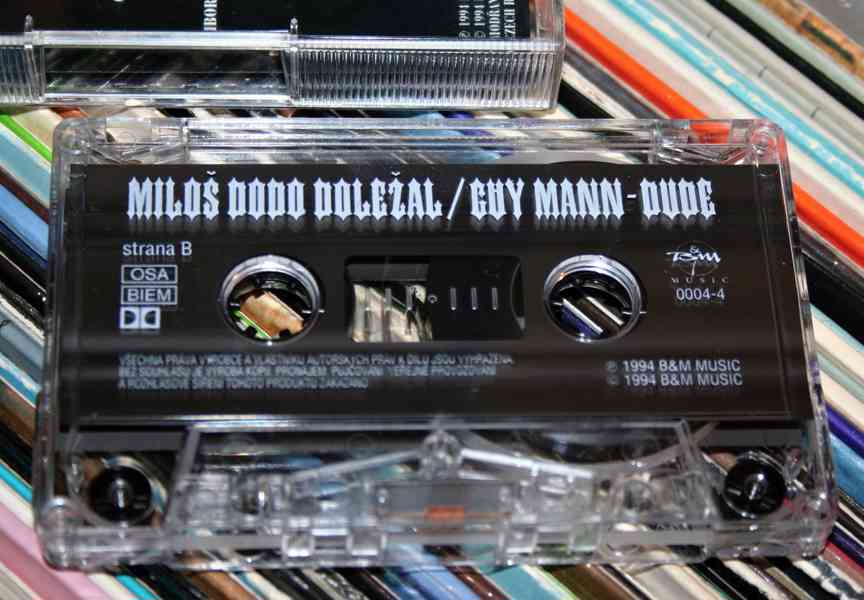 1991
1991
MILOŠ DODO DOLEŽAL / GUY MANN-DUDE
strana B
OSA
BIEM
B&M
MUSIC
0004-4
VŠECHNA PRÁVA VÝROBCE A VLASTNÍKU AUTORSKÝCH PRÁV K DÍLU JSOU VYHRAZENA.
BEZ SOUHLASU JE VÝROBA KOPIÍ, PRONÁJEM, PŮJČOVÁNÍ, VEŘEJNÉ PROVOZOVÁNÍ
A ROZHLASOVÉ ŠÍŘENÍ TOHOTO PRODUKTU ZAKÁZÁNO
℗ 1994 B&M MUSIC
© 1994 B&M MUSIC